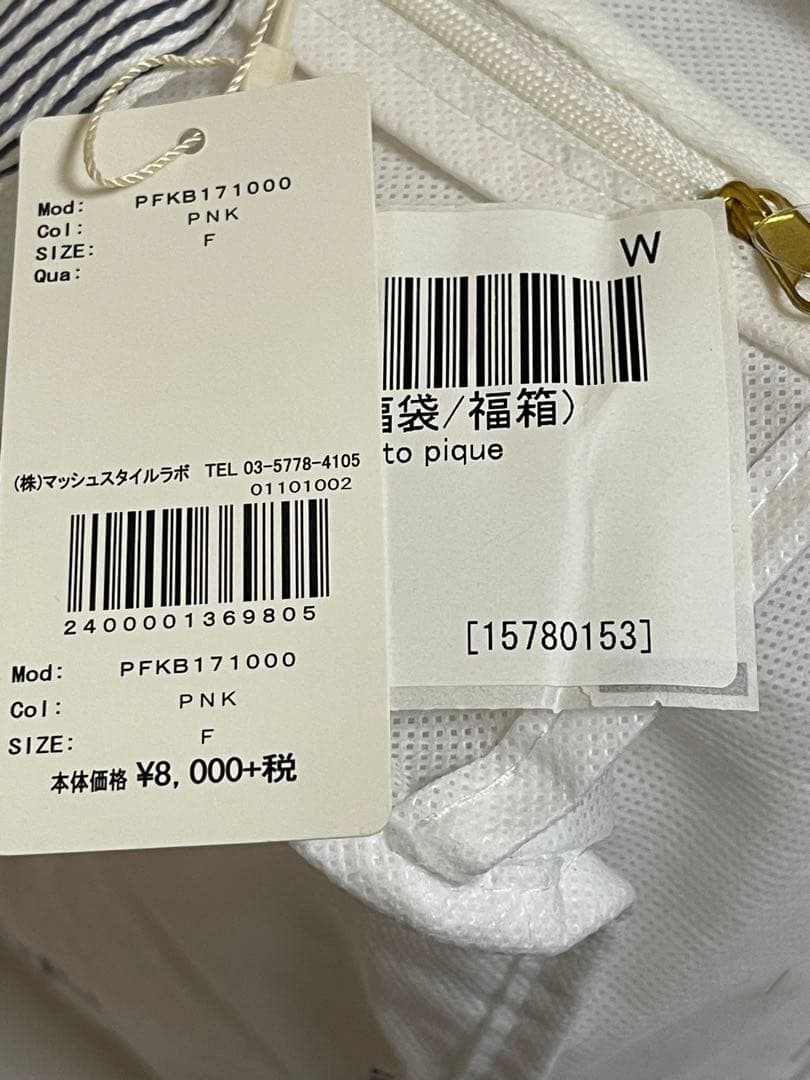 Mod: PFKB171000
Col: PNK
SIZE: F
Qua:
(株)マッシュスタイルラボ TEL 03-5778-4105
01101002
2400001369805
Mod: PFKB171000
Col: PNK
SIZE: F
本体価格 ¥8,000+税
W
福袋/福箱)
to pique
[15780153]